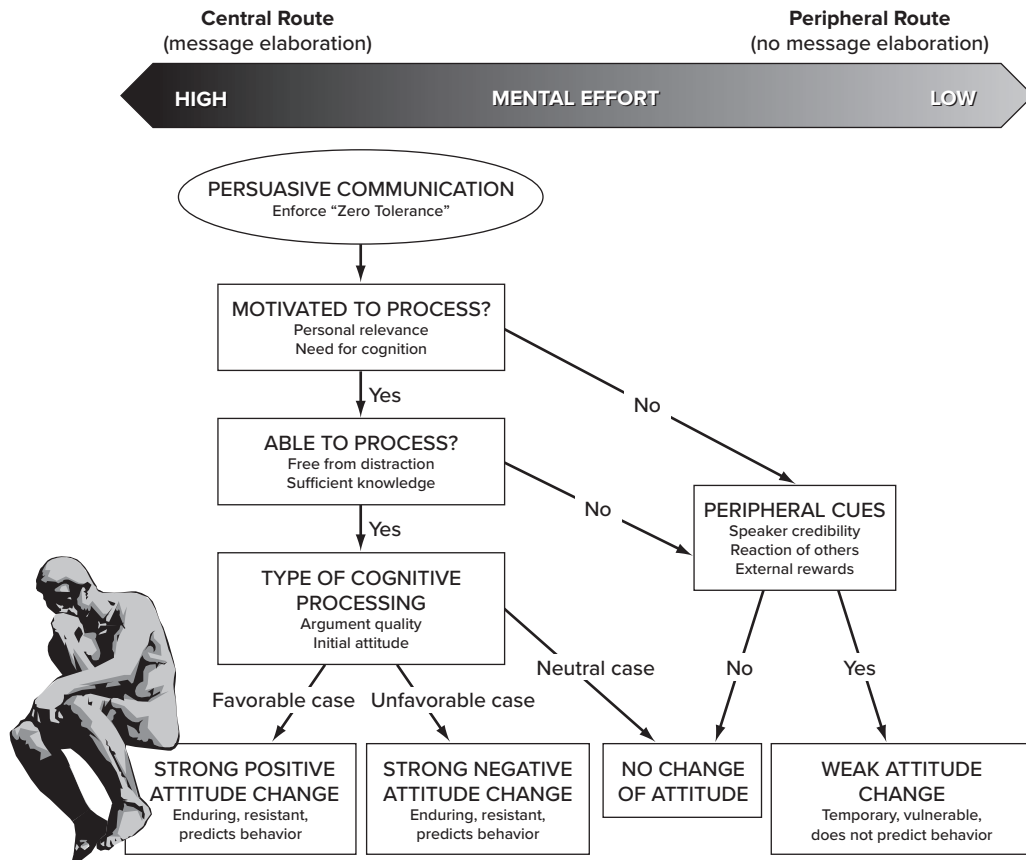 Central Route
(message elaboration)
Peripheral Route
(no message elaboration)
HIGH
MENTAL EFFORT
LOW
PERSUASIVE COMMUNICATION
Enforce “Zero Tolerance”
MOTIVATED TO PROCESS?
Personal relevance
Need for cognition
Yes
No
ABLE TO PROCESS?
Free from distraction
Sufficient knowledge
No
Yes
PERIPHERAL CUES
Speaker credibility
Reaction of others
External rewards
TYPE OF COGNITIVE
PROCESSING
Argument quality
Initial attitude
Favorable case
Unfavorable case
Neutral case
No
Yes
STRONG POSITIVE
ATTITUDE CHANGE
Enduring, resistant,
predicts behavior
STRONG NEGATIVE
ATTITUDE CHANGE
Enduring, resistant,
predicts behavior
NO CHANGE
OF ATTITUDE
WEAK ATTITUDE
CHANGE
Temporary, vulnerable,
does not predict behavior